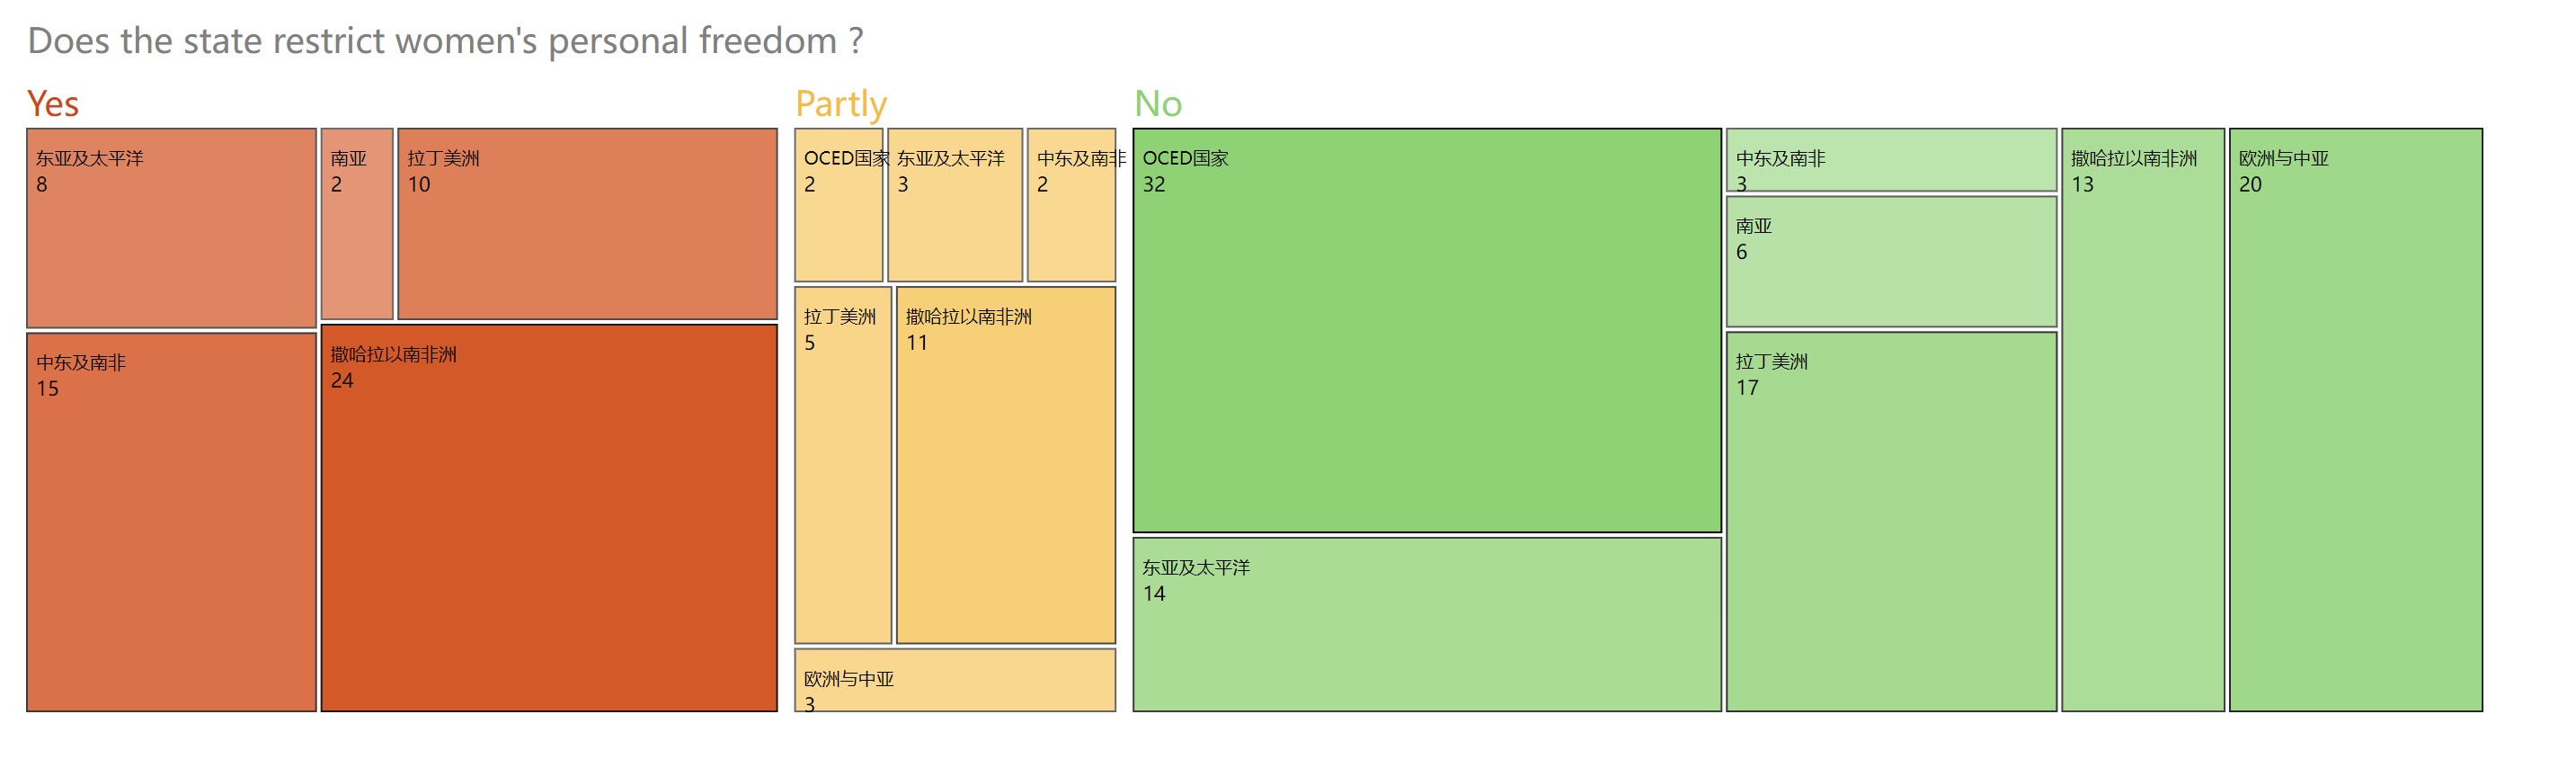 Does the state restrict women's personal freedom ?
Yes
东亚及太平洋
8
南亚
2
拉丁美洲
10
中东及南非
15
撒哈拉以南非洲
24
Partly
OCED国家
2
东亚及太平洋
3
中东及南非
2
拉丁美洲
5
撒哈拉以南非洲
11
欧洲与中亚
3
No
OCED国家
32
东亚及太平洋
14
中东及南非
3
南亚
6
拉丁美洲
17
撒哈拉以南非洲
13
欧洲与中亚
20